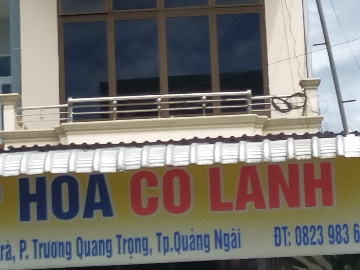 HOA CO LANH
rà, P. Trương Quang Trọng, Tp.Quảng Ngãi ĐT: 0823 983 6